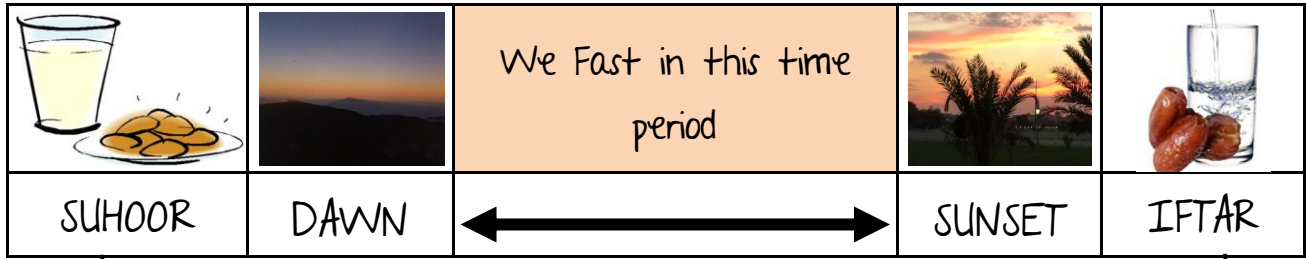 We Fast in this time
period
SUHOOR
DAWN
SUNSET
IFTAR